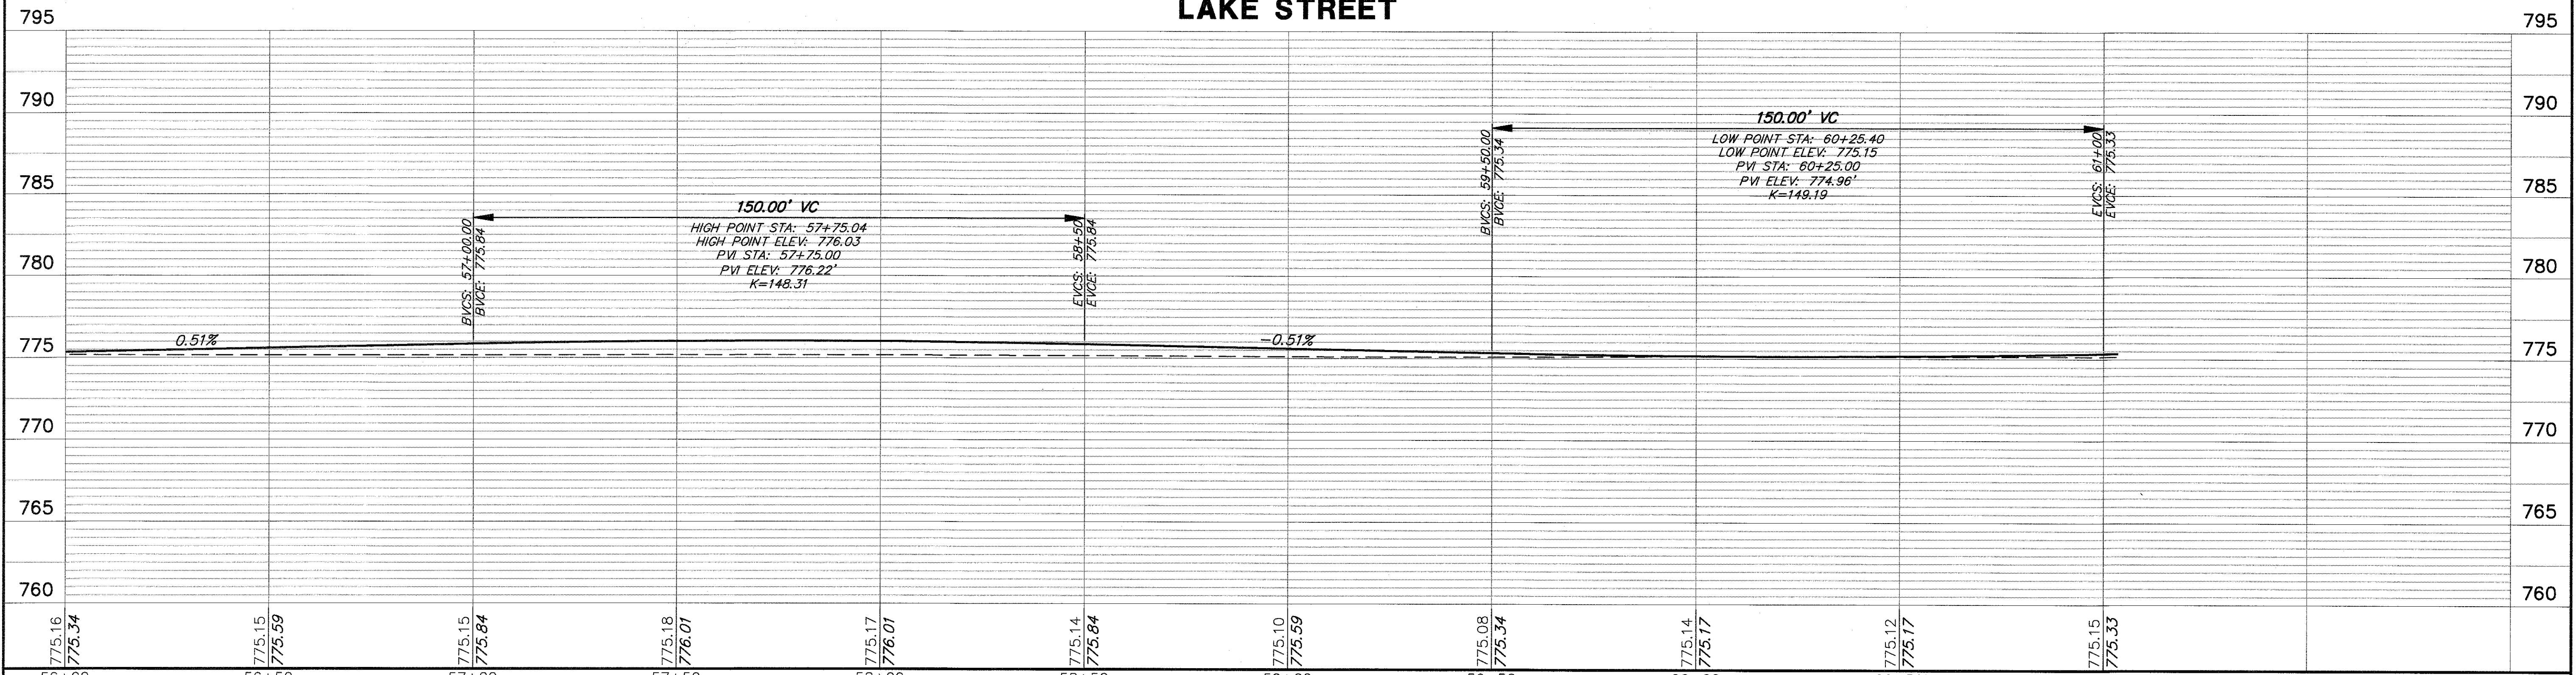 LAKE STREET
795
795
790
790
785
785
780
780
775
775
770
770
765
765
760
760
150.00' VC
HIGH POINT STA: 57+75.04
HIGH POINT ELEV: 776.03
PVI STA: 57+75.00
PVI ELEV: 776.22'
K=148.31
BVCS: 57+00.00
BVCE: 775.84
EVCS: 58+50
EVCE: 775.84
150.00' VC
LOW POINT STA: 60+25.40
LOW POINT ELEV: 775.15
PVI STA: 60+25.00
PVI ELEV: 774.96'
K=149.19
BVCS: 59+50.00
BVCE: 775.34
EVCS: 61+00
EVCE: 775.33
0.51%
-0.51%
775.16
775.34
775.15
775.59
775.15
775.84
775.18
776.01
775.17
776.01
775.14
775.84
775.10
775.59
775.08
775.34
775.14
775.17
775.12
775.17
775.15
775.33